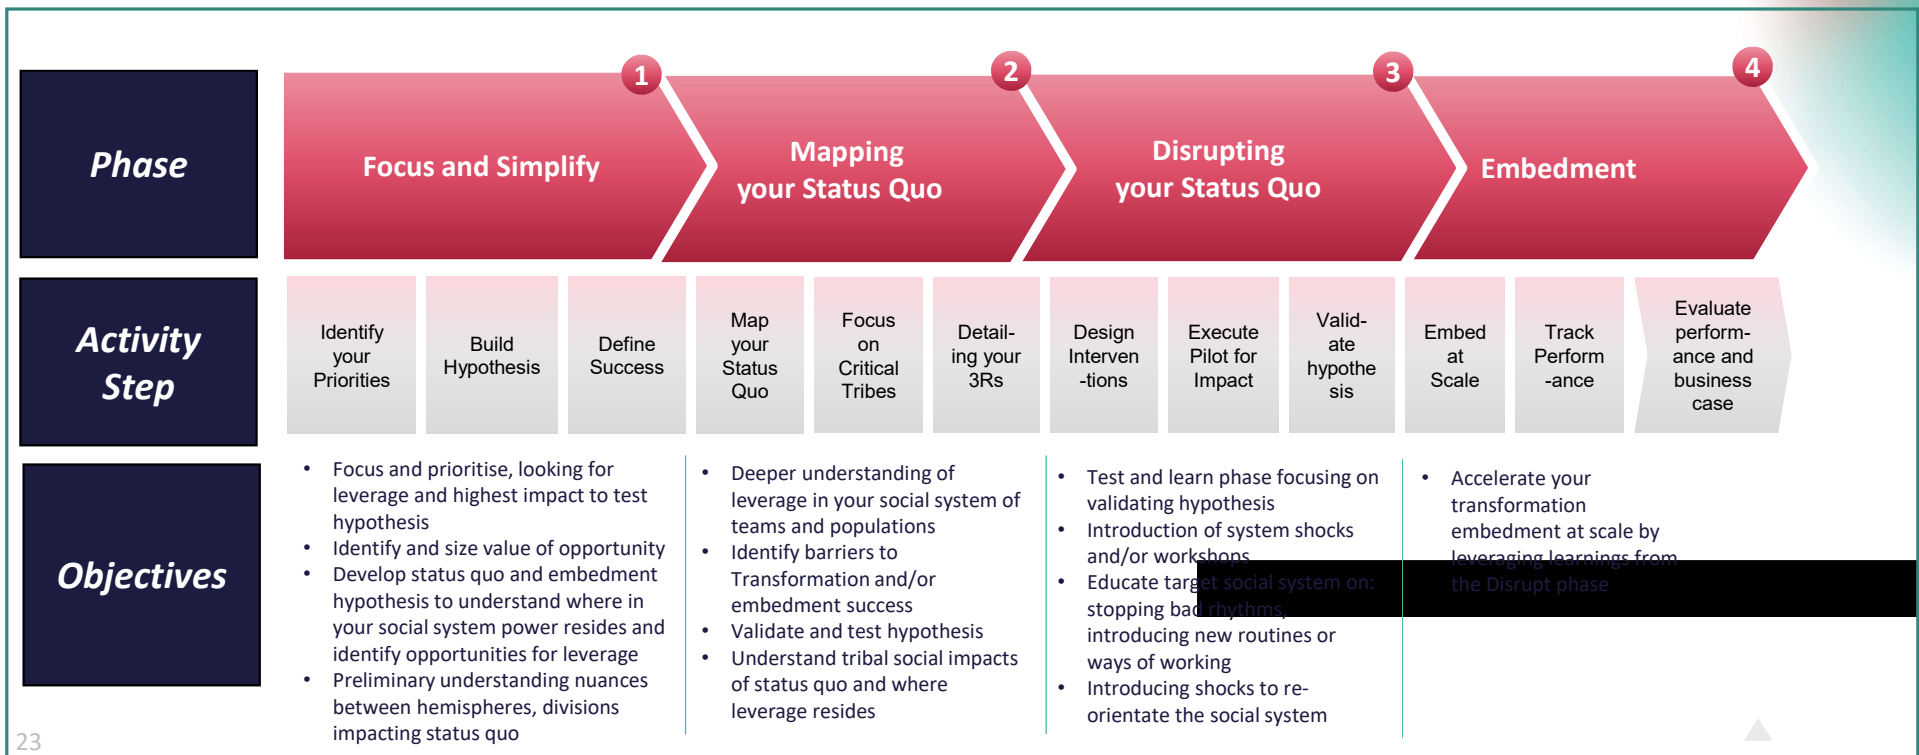 1
2
3
4
Phase
Focus and Simplify
Mapping
your Status Quo
Disrupting
your Status Quo
Embedment
Activity
Step
Identify
your
Priorities
Build
Hypothesis
Define
Success
Map
your
Status
Quo
Focus
on
Critical
Tribes
Detail-
ing your
3Rs
Design
Interven
-tions
Execute
Pilot for
Impact
Valid-
ate
hypothe
sis
Embed
at
Scale
Track
Perform
-ance
Evaluate
perform-
ance and
business
case
Objectives
• Focus and prioritise, looking for
leverage and highest impact to test
hypothesis
• Identify and size value of opportunity
• Develop status quo and embedment
hypothesis to understand where in
your social system power resides and
identify opportunities for leverage
• Preliminary understanding nuances
between hemispheres, divisions
impacting status quo
• Deeper understanding of
leverage in your social system of
teams and populations
• Identify barriers to
Transformation and/or
embedment success
• Validate and test hypothesis
• Understand tribal social impacts
of status quo and where
leverage resides
• Test and learn phase focusing on
validating hypothesis
• Introduction of system shocks
and/or workshops
• Educate target social system on:
stopping bad rhythms,
introducing new routines or
ways of working
• Introducing shocks to re-
orientate the social system
• Accelerate your
transformation
embedment at scale by
leveraging learnings from
the Disrupt phase
23